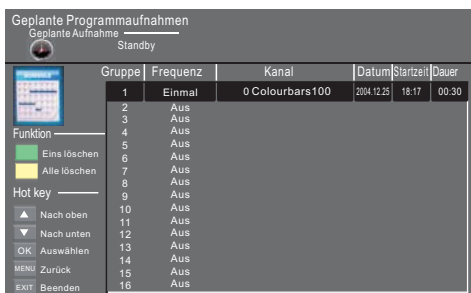 Geplante Programmaufnahmen
Geplante Aufnahme
Standby
Gruppe Frequenz Kanal Datum Startzeit Dauer
1 Einmal 0 Colourbars100 2004.12.25 18:17 00:30
2 Aus
3 Aus
4 Aus
5 Aus
6 Aus
7 Aus
8 Aus
9 Aus
10 Aus
11 Aus
12 Aus
13 Aus
14 Aus
15 Aus
16 Aus
Funktion
Eins löschen
Alle löschen
Hot key
Nach oben
Nach unten
OK Auswählen
MENU Zurück
EXIT Beenden